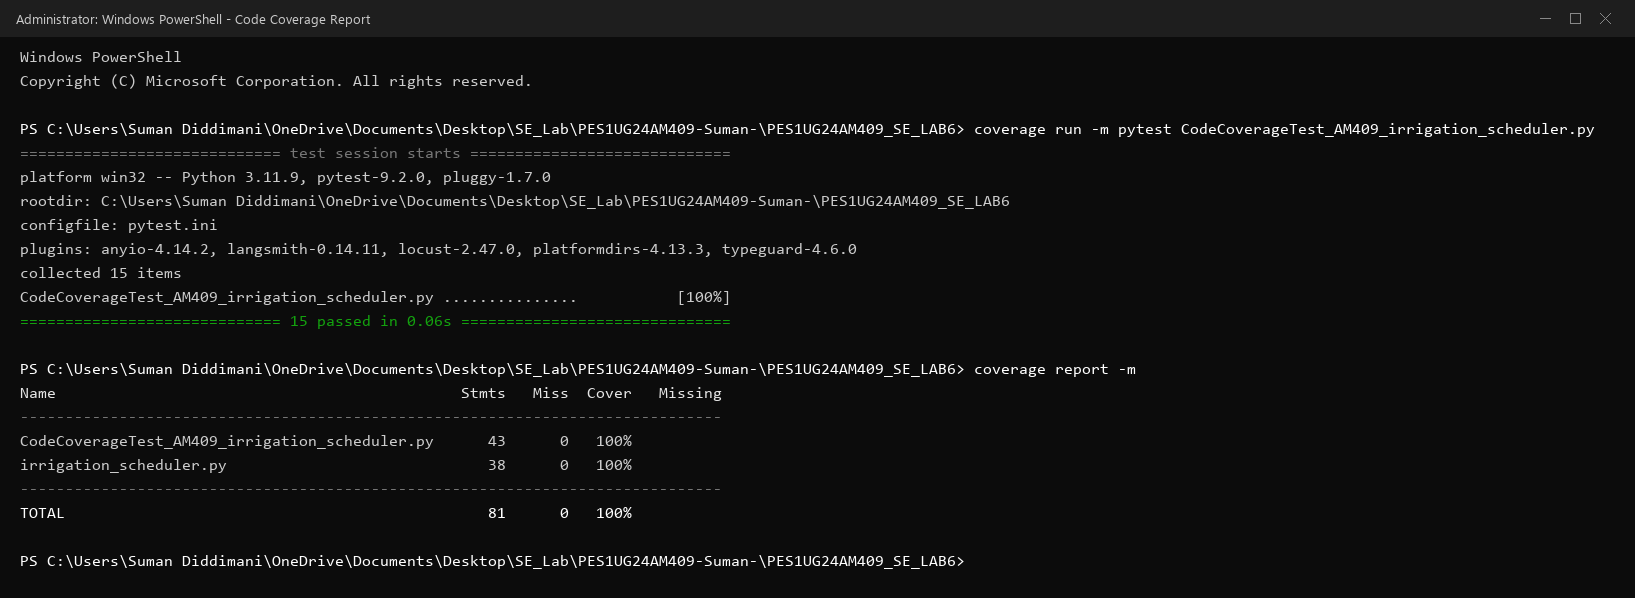 Administrator: Windows PowerShell - Code Coverage Report
Windows PowerShell
Copyright (C) Microsoft Corporation. All rights reserved.
PS C:\Users\Suman Diddimani\OneDrive\Documents\Desktop\SE_Lab\PES1UG24AM409-Suman-\PES1UG24AM409_SE_LAB6> coverage run -m pytest CodeCoverageTest_AM409_irrigation_scheduler.py
============================= test session starts =============================
platform win32 -- Python 3.11.9, pytest-9.2.0, pluggy-1.7.0
rootdir: C:\Users\Suman Diddimani\OneDrive\Documents\Desktop\SE_Lab\PES1UG24AM409-Suman-\PES1UG24AM409_SE_LAB6
configfile: pytest.ini
plugins: anyio-4.14.2, langsmith-0.14.11, locust-2.47.0, platformdirs-4.13.3, typeguard-4.6.0
collected 15 items
CodeCoverageTest_AM409_irrigation_scheduler.py ...............           [100%]
============================= 15 passed in 0.06s ==============================
PS C:\Users\Suman Diddimani\OneDrive\Documents\Desktop\SE_Lab\PES1UG24AM409-Suman-\PES1UG24AM409_SE_LAB6> coverage report -m
Name                                             Stmts   Miss  Cover   Missing
------------------------------------------------------------------------------
CodeCoverageTest_AM409_irrigation_scheduler.py      43      0   100%
irrigation_scheduler.py                             38      0   100%
------------------------------------------------------------------------------
TOTAL                                               81      0   100%
PS C:\Users\Suman Diddimani\OneDrive\Documents\Desktop\SE_Lab\PES1UG24AM409-Suman-\PES1UG24AM409_SE_LAB6>